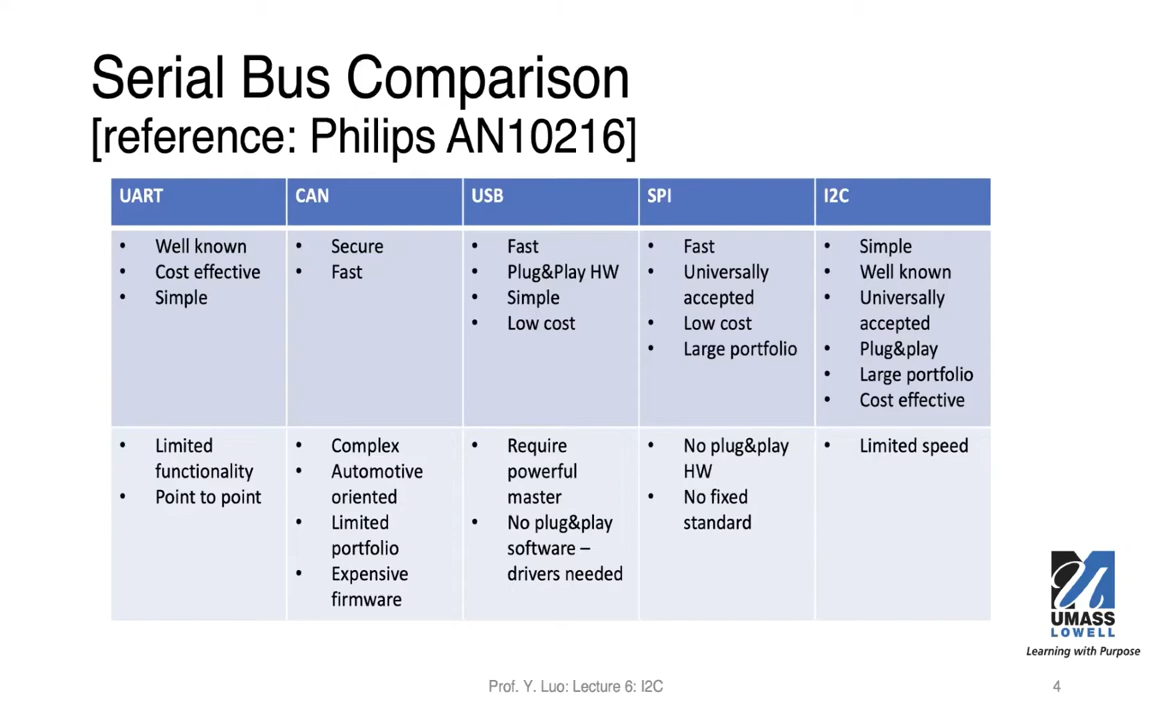 Serial Bus Comparison
[reference: Philips AN10216]
UART
CAN
USB
SPI
I2C
• Well known
• Cost effective
• Simple
• Secure
• Fast
• Fast
• Plug&Play HW
• Simple
• Low cost
• Fast
• Universally
accepted
• Low cost
• Large portfolio
• Simple
• Well known
• Universally
accepted
• Plug&play
• Large portfolio
• Cost effective
• Limited
functionality
• Point to point
• Complex
• Automotive
oriented
• Limited
portfolio
• Expensive
firmware
• Require
powerful
master
• No plug&play
software –
drivers needed
• No plug&play
HW
• No fixed
standard
• Limited speed
UMASS
LOWELL
Learning with Purpose
Prof. Y. Luo: Lecture 6: I2C
4